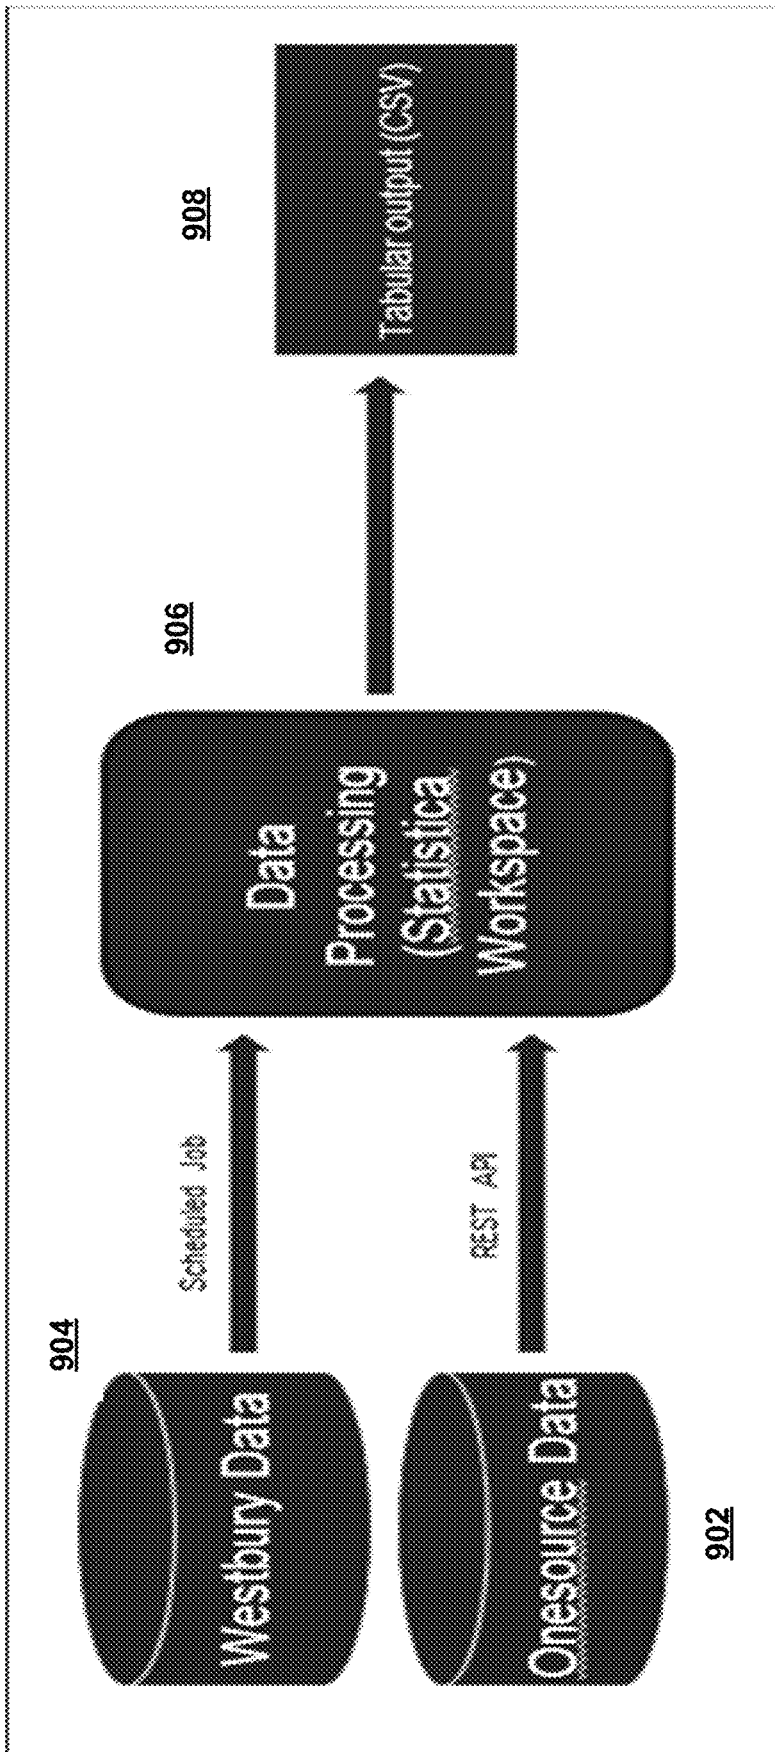 904
Westbury Data
Scheduled Job
Onesource Data
902
REST API
906
Data
Processing
(Statistica
Workspace)
908
Tabular output (CSV)